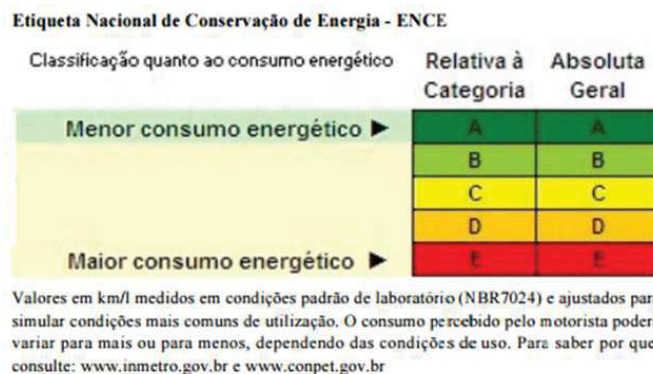 Etiqueta Nacional de Conservação de Energia - ENCE
Classificação quanto ao consumo energético
Relativa à Categoria
Absoluta Geral
Menor consumo energético ► A A
B B
C C
D D
Maior consumo energético ► E E
Valores em km/l medidos em condições padrão de laboratório (NBR7024) e ajustados par
simular condições mais comuns de utilização. O consumo percebido pelo motorista poder
variar para mais ou para menos, dependendo das condições de uso. Para saber por que
consulte: www.inmetro.gov.br e www.conpet.gov.br